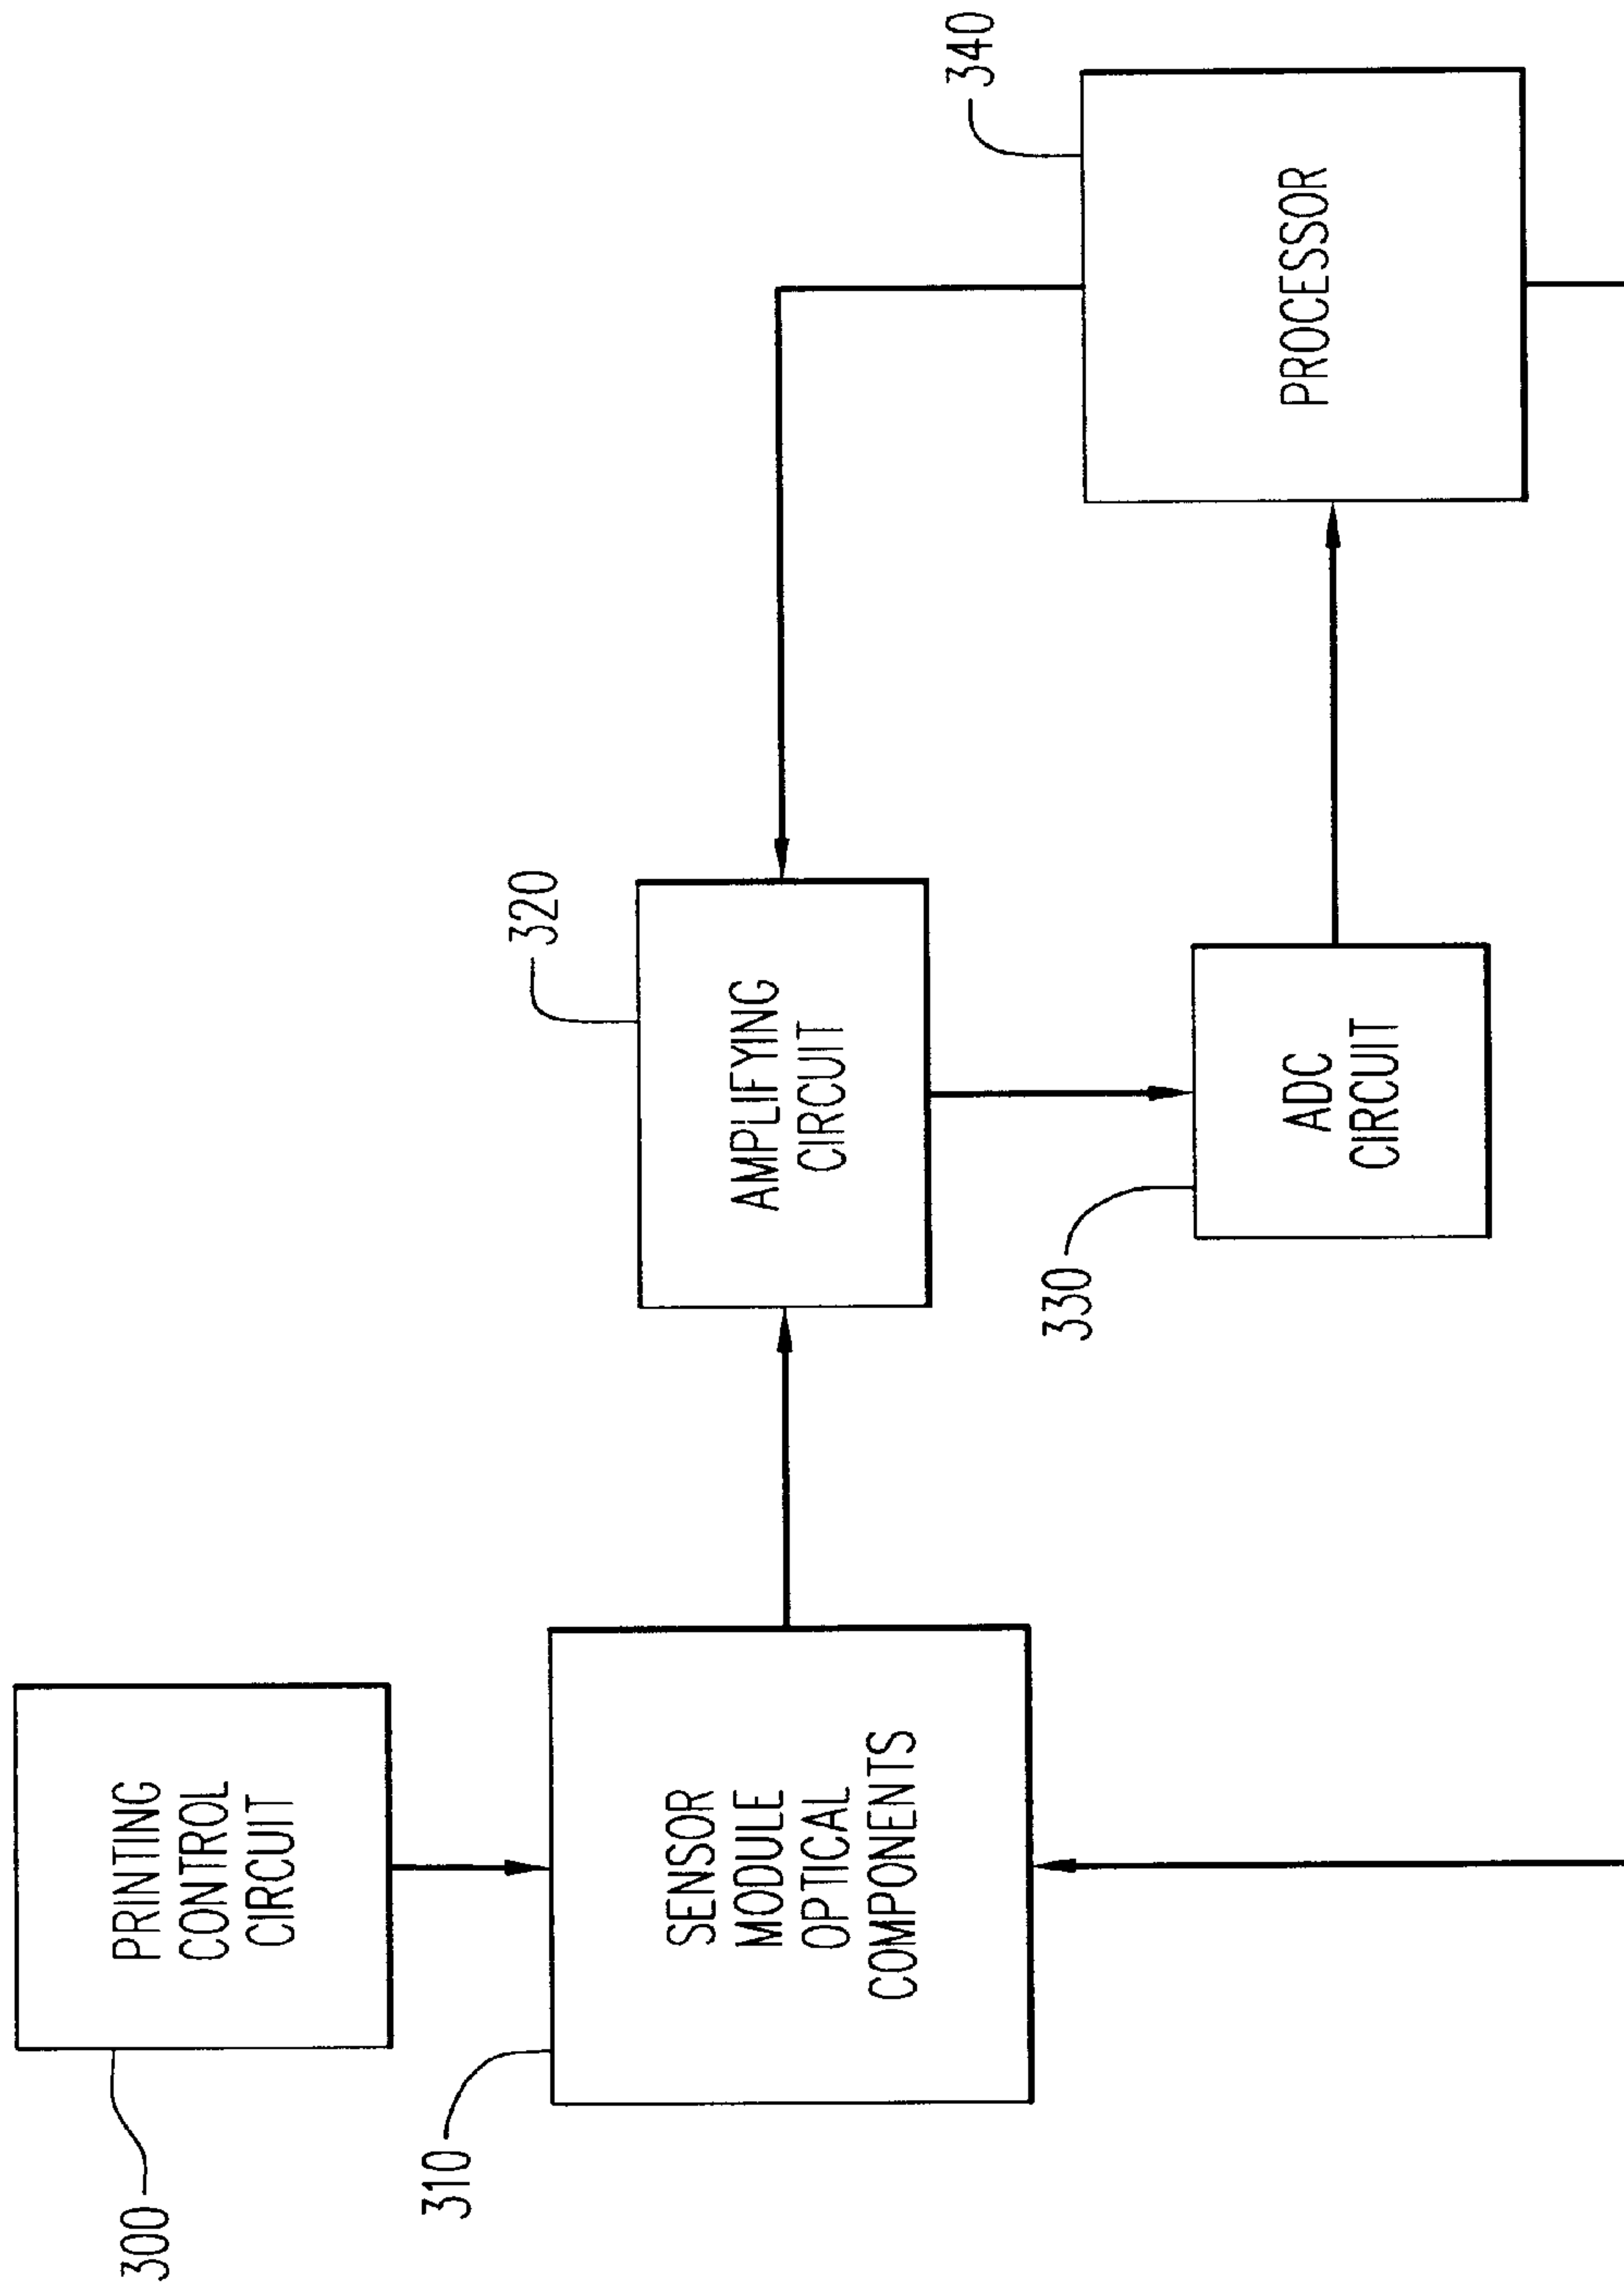 300
PRINTING
CONTROL
CIRCUIT
310
SENSOR
MODULE
OPTICAL
COMPONENTS
320
AMPLIFYING
CIRCUIT
330
ADC
CIRCUIT
340
PROCESSOR